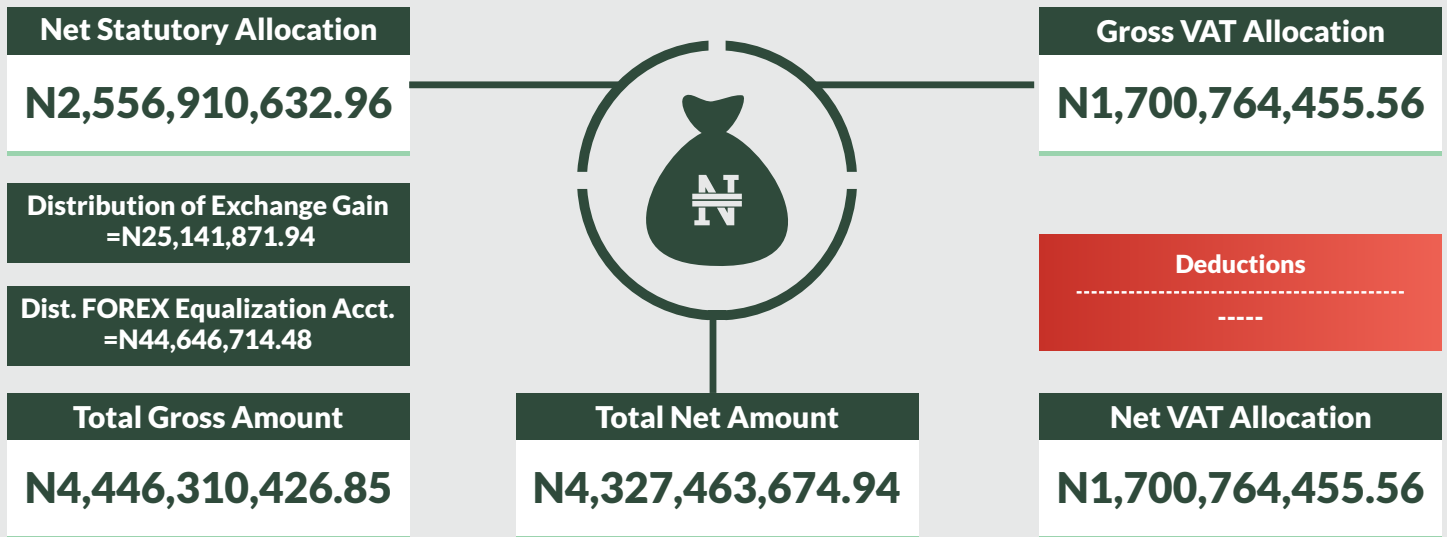 Net Statutory Allocation
N2,556,910,632.96
Distribution of Exchange Gain
=N25,141,871.94
Dist. FOREX Equalization Acct.
=N44,646,714.48
Total Gross Amount
N4,446,310,426.85
₦
Total Net Amount
N4,327,463,674.94
Gross VAT Allocation
N1,700,764,455.56
Deductions
--------------------------------------------
-----
Net VAT Allocation
N1,700,764,455.56